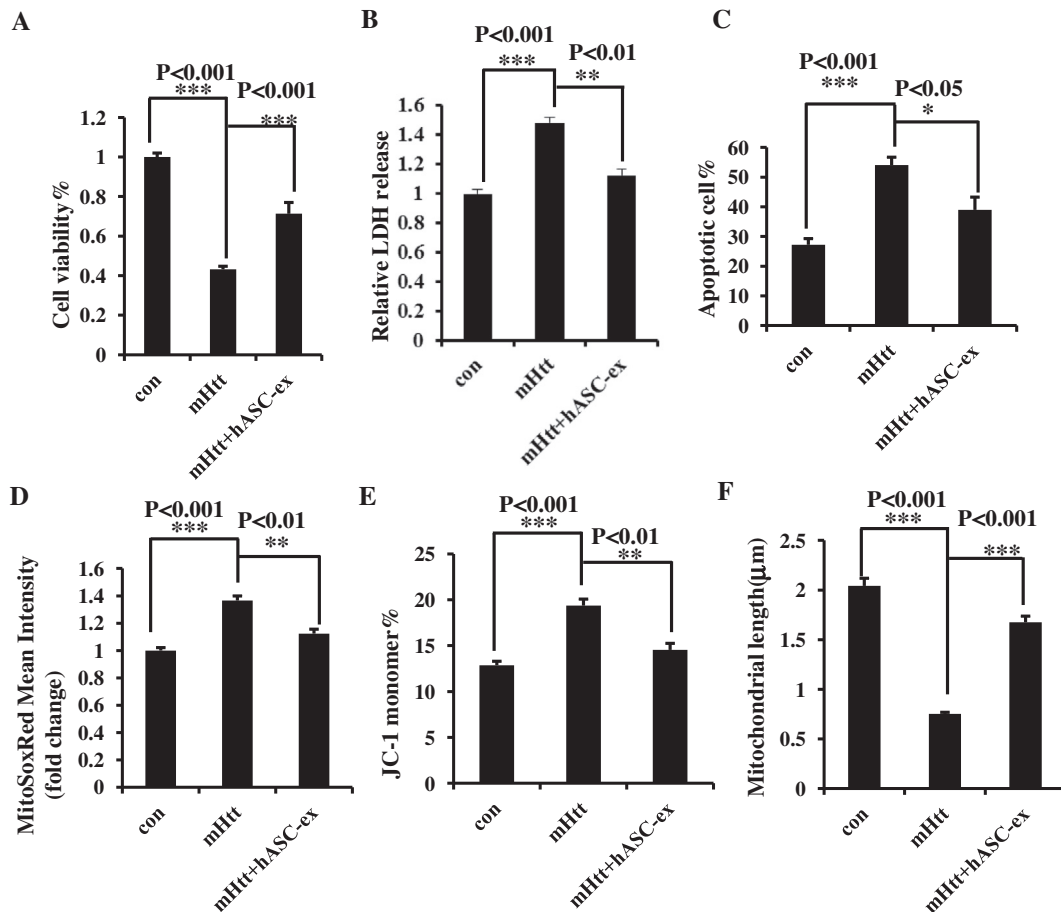 A
P<0.001
***
P<0.001
***
Cell viability%
1.2
1
0.8
0.6
0.4
0.2
0
con
mHtt
mHtt+hASC-ex
B
P<0.001
***
P<0.01
**
Relative LDH release
1.6
1.4
1.2
1
0.8
0.6
0.4
0.2
0
con
mHtt
mHtt+hASC-ex
C
P<0.001
***
P<0.05
*
Apoptotic cell%
60
50
40
30
20
10
0
con
mHtt
mHtt+hASC-ex
D
P<0.001
***
P<0.01
**
MitoSoxRed Mean Intensity
(fold change)
1.6
1.4
1.2
1
0.8
0.6
0.4
0.2
0
con
mHtt
mHtt+hASC-ex
E
P<0.001
***
P<0.01
**
JC-1 monomer%
25
20
15
10
5
0
con
mHtt
mHtt+hASC-ex
F
P<0.001
***
P<0.001
***
Mitochondrial length(μm)
2.5
2
1.5
1
0.5
0
con
mHtt
mHtt+hASC-ex